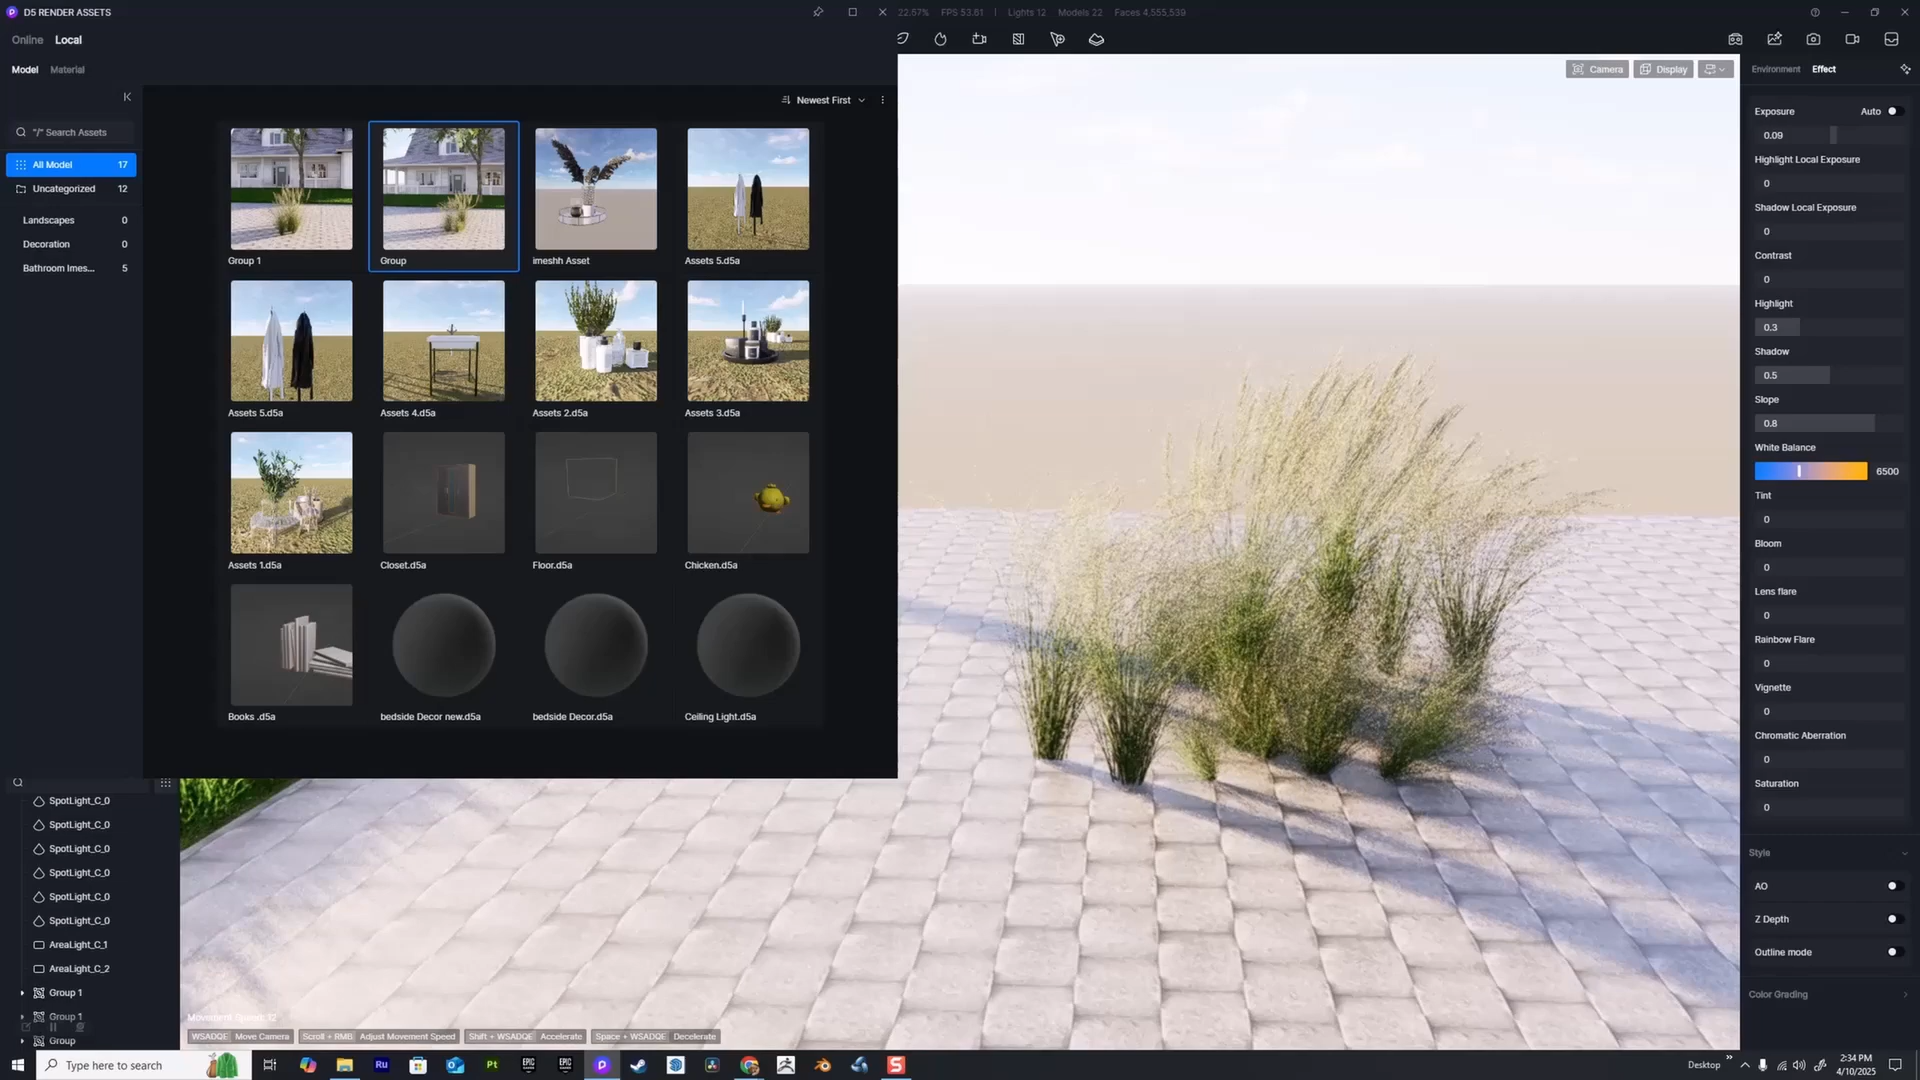 D5 RENDER ASSETS
22.57% FPS 53.61 | Lights 12 Models 22 Faces 4,555,539
Online Local
Model Material
Newest First
"/" Search Assets
All Model 17
Uncategorized 12
Landscapes 0
Decoration 0
Bathroom Imes... 5
Group 1
Group
imeshh Asset
Assets 5.d5a
Assets 5.d5a
Assets 4.d5a
Assets 2.d5a
Assets 3.d5a
Assets 1.d5a
Closet.d5a
Floor.d5a
Chicken.d5a
Books .d5a
bedside Decor new.d5a
bedside Decor.d5a
Ceiling Light.d5a
Camera
Display
Environment Effect
Exposure Auto
0.09
Highlight Local Exposure
0
Shadow Local Exposure
0
Contrast
0
Highlight
0.3
Shadow
0.5
Slope
0.8
White Balance
6500
Tint
0
Bloom
0
Lens flare
0
Rainbow Flare
0
Vignette
0
Chromatic Aberration
0
Saturation
0
Style
AO
Z Depth
Outline mode
Color Grading
SpotLight_C_0
SpotLight_C_0
SpotLight_C_0
SpotLight_C_0
SpotLight_C_0
SpotLight_C_0
AreaLight_C_1
AreaLight_C_2
Group 1
Group 1
Group
Movement Speed: 12
WSADQE Move Camera
Scroll + RMB Adjust Movement Speed
Shift + WSADQE Accelerate
Space + WSADQE Decelerate
Type here to search
Ru
Pt
EPIC
EPIC
Desktop
2:34 PM
4/10/2025